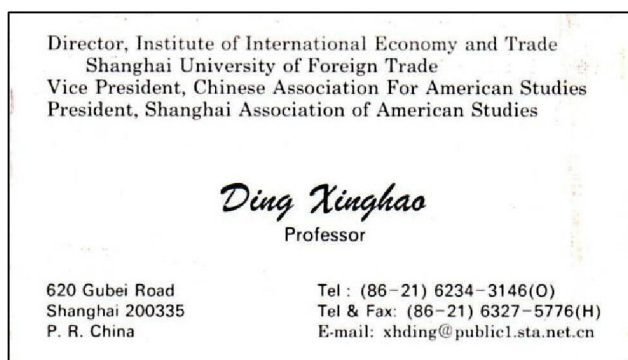 Director, Institute of International Economy and Trade
Shanghai University of Foreign Trade
Vice President, Chinese Association For American Studies
President, Shanghai Association of American Studies
Ding Xinghao
Professor
620 Gubei Road
Shanghai 200335
P. R. China
Tel : (86-21) 6234-3146(O)
Tel & Fax: (86-21) 6327-5776(H)
E-mail: xhding@public1.sta.net.cn